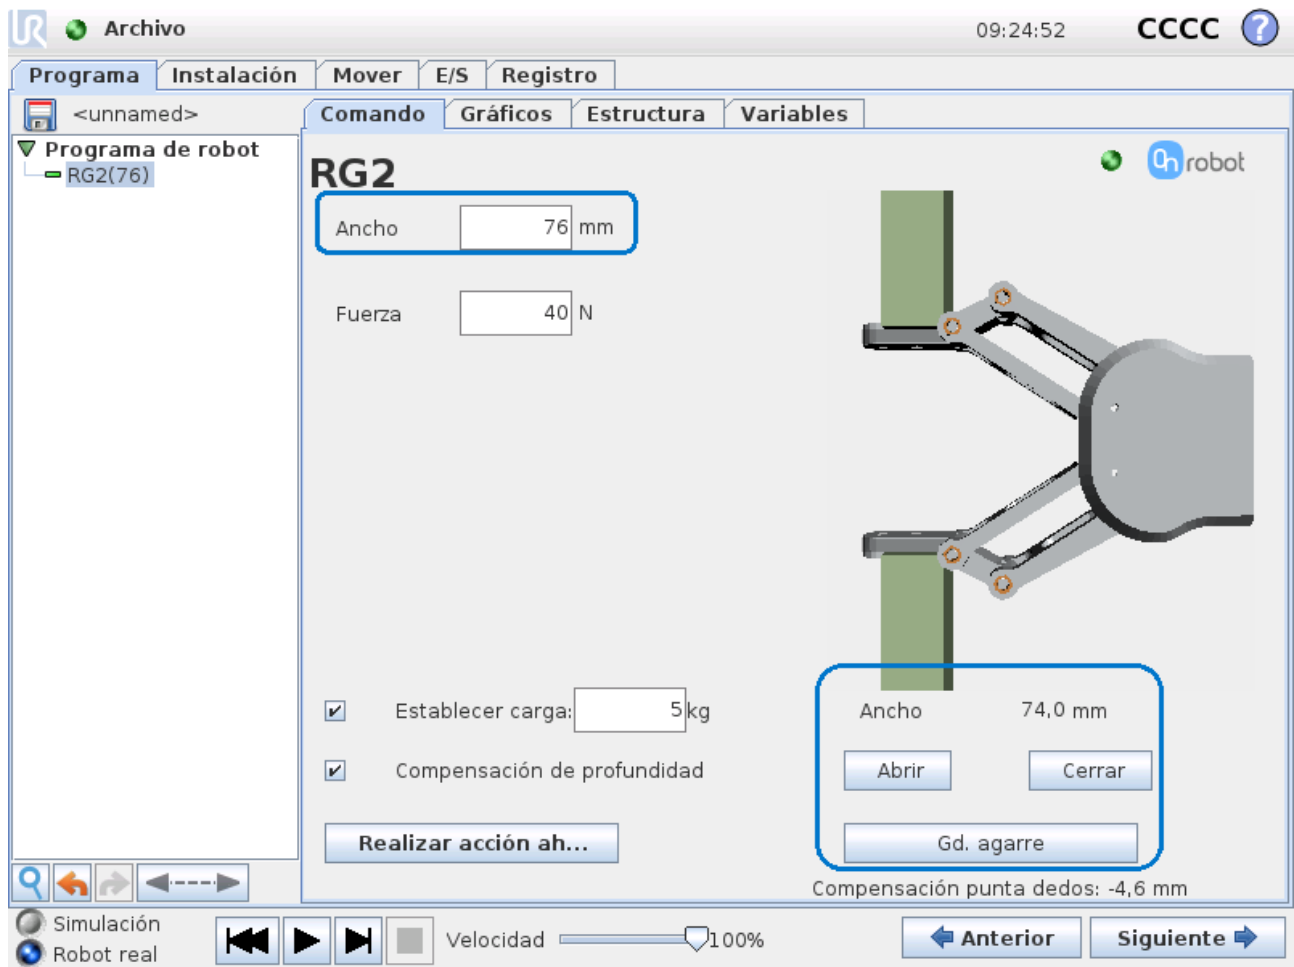 UR Archivo 09:24:52 CCCC ?
Programa Instalación Mover E/S Registro
<unnamed> Comando Gráficos Estructura Variables
Programa de robot
RG2(76)
RG2
On robot
Ancho 76 mm
Fuerza 40 N
Establecer carga: 5 kg
Ancho 74,0 mm
Compensación de profundidad
Abrir Cerrar
Realizar acción ah...
Gd. agarre
Compensación punta dedos: -4,6 mm
Simulación
Robot real
Velocidad 100%
Anterior Siguiente